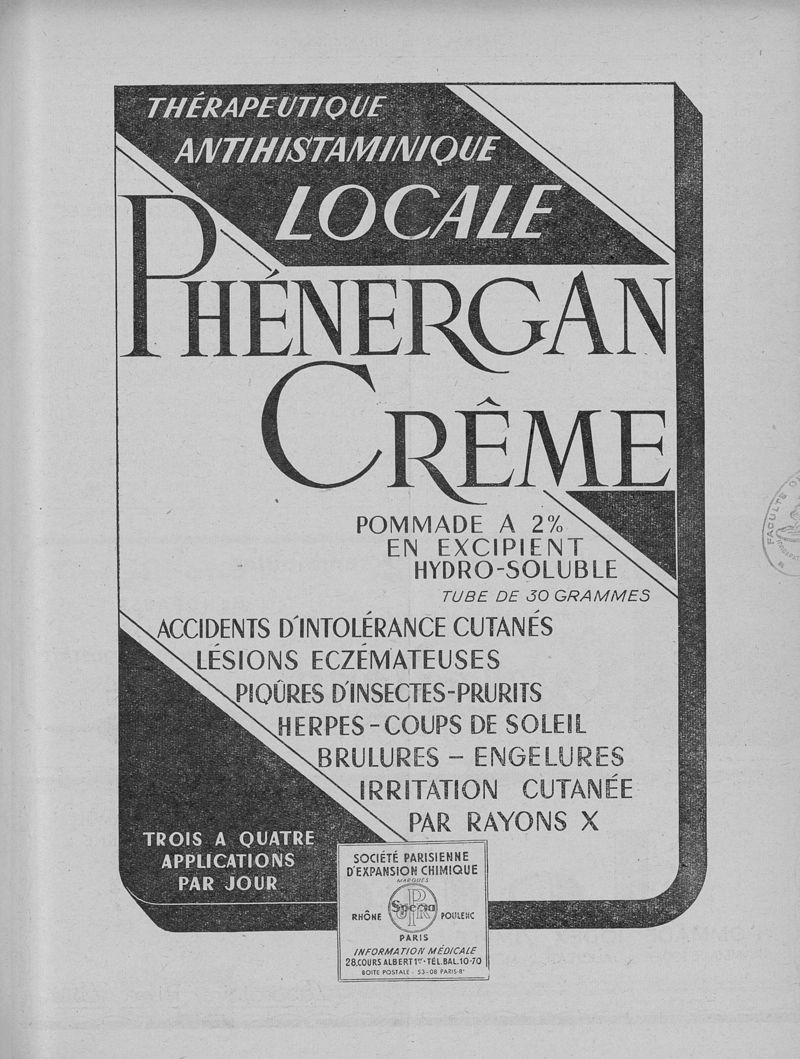 THÉRAPEUTIQUE
ANTIHISTAMINIQUE
LOCALE
PHÉNERGAN
CRÊME
POMMADE A 2%
EN EXCIPIENT
HYDRO-SOLUBLE
TUBE DE 30 GRAMMES
ACCIDENTS D'INTOLÉRANCE CUTANÉS
LÉSIONS ECZÉMATEUSES
PIQÛRES D'INSECTES-PRURITS
HERPES - COUPS DE SOLEIL
BRULURES - ENGELURES
IRRITATION CUTANÉE
PAR RAYONS X
TROIS A QUATRE
APPLICATIONS
PAR JOUR
SOCIÉTÉ PARISIENNE
D'EXPANSION CHIMIQUE
MARQUES
Specia
RHÔNE POULENC
PARIS
INFORMATION MÉDICALE
28, COURS ALBERT 1er - TÉL. BAL. 10-70
BOITE POSTALE - 53-08 PARIS-8e
FACULTÉ